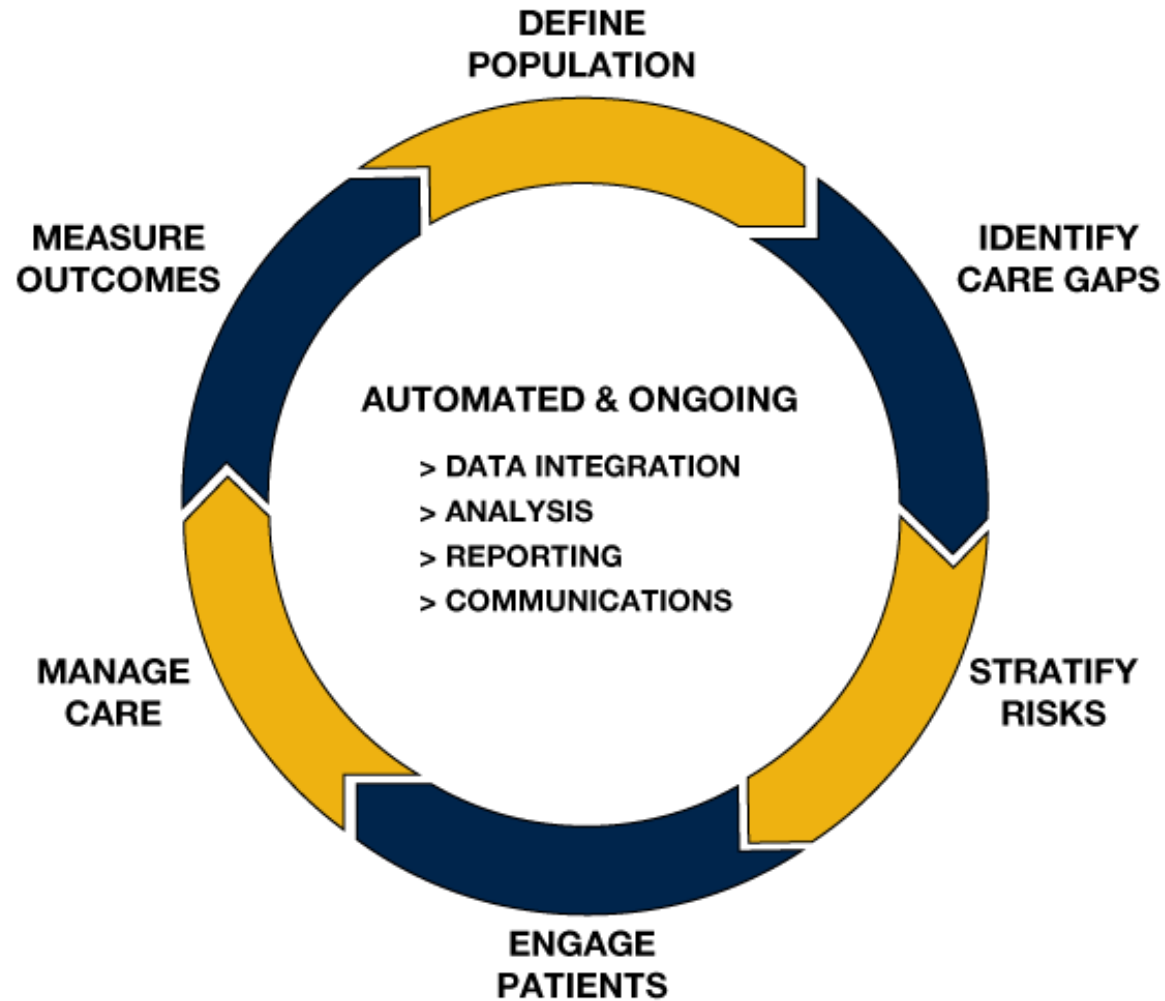 DEFINE
POPULATION
IDENTIFY
CARE GAPS
STRATIFY
RISKS
ENGAGE
PATIENTS
MANAGE
CARE
MEASURE
OUTCOMES
AUTOMATED & ONGOING
> DATA INTEGRATION
> ANALYSIS
> REPORTING
> COMMUNICATIONS